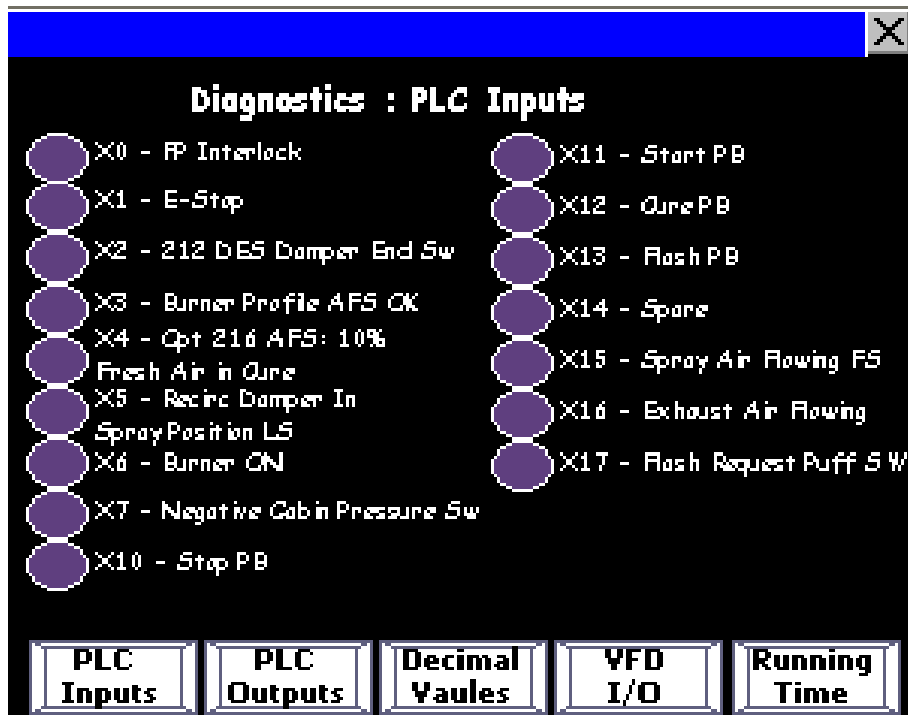 Diagnostics : PLC Inputs
X0 - FP Interlock
X1 - E-Stop
X2 - 212 DES Damper End Sw
X3 - Burner Profile AFS OK
X4 - Opt 216 AFS: 10%
Fresh Air in Cure
X5 - Recirc Damper In
Spray Position LS
X6 - Burner ON
X7 - Negative Cabin Pressure Sw
X10 - Stop PB
X11 - Start PB
X12 - Cure PB
X13 - Flash PB
X14 - Spare
X15 - Spray Air Flowing FS
X16 - Exhaust Air Flowing
X17 - Flash Request Puff SW
PLC
Inputs
PLC
Outputs
Decimal
Vaules
VFD
I/O
Running
Time